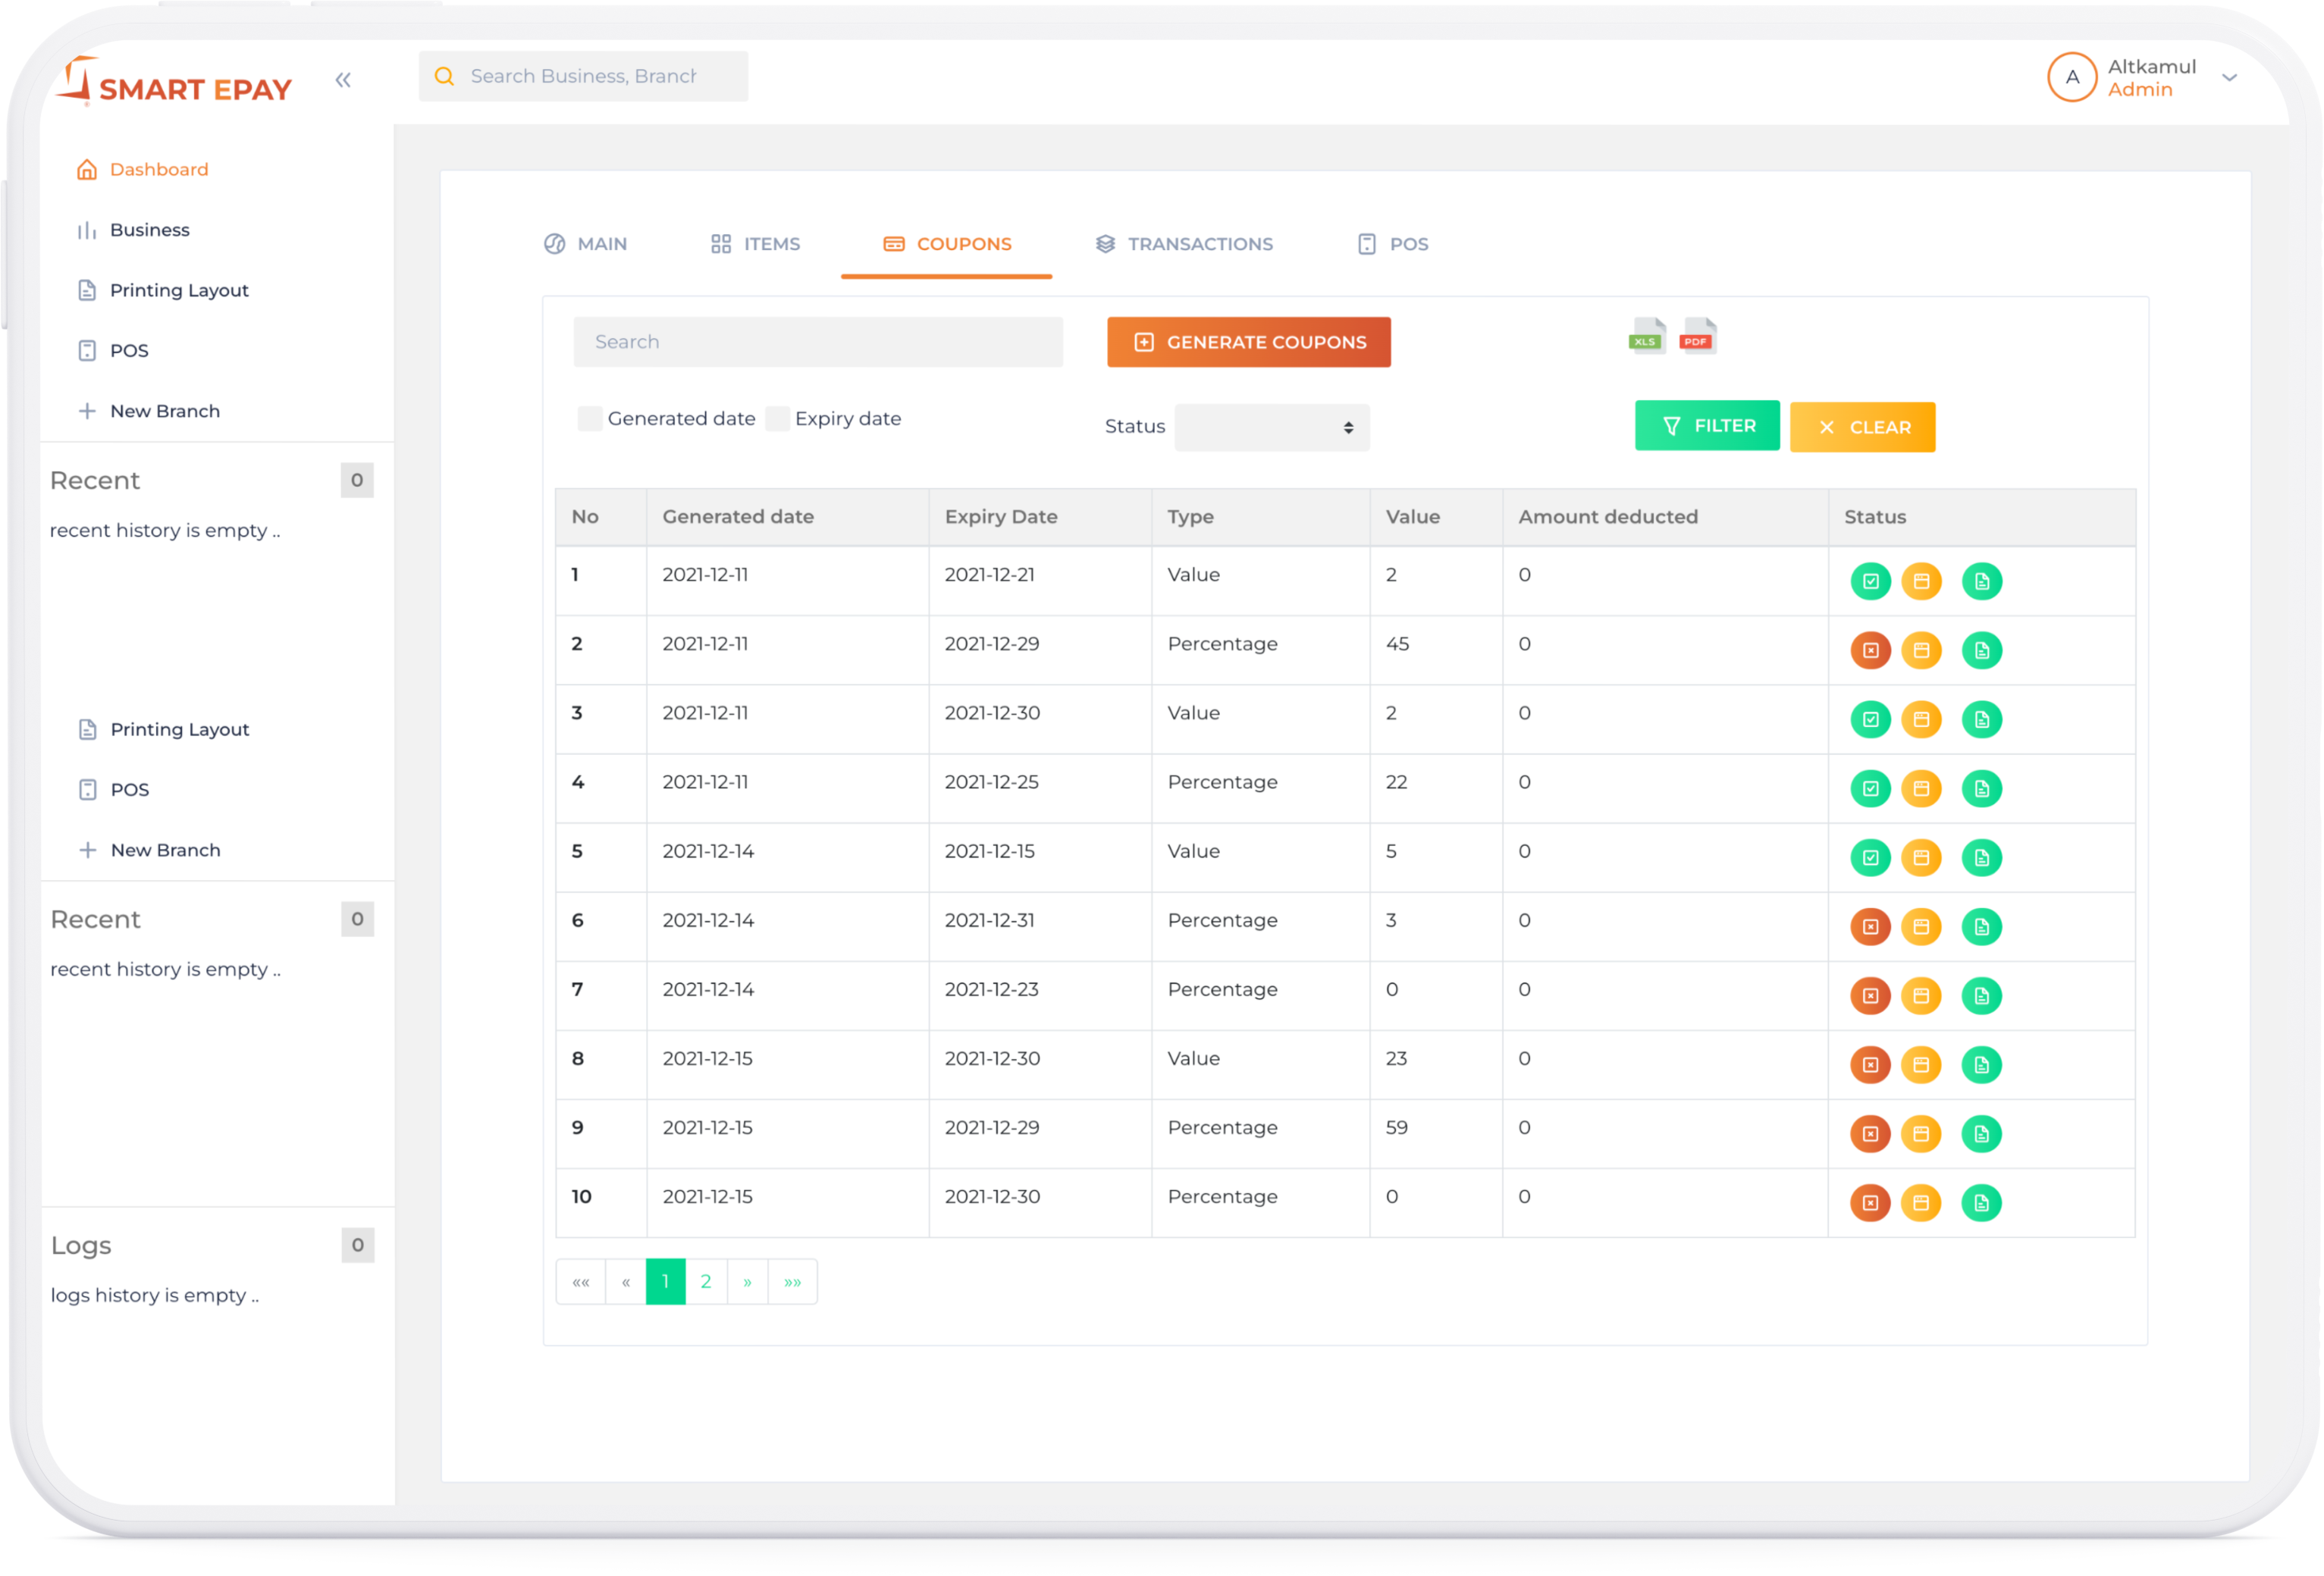 SMART EPAY
«
Search Business, Branch
A
Altkamul
Admin
Dashboard
Business
Printing Layout
POS
New Branch
Recent 0
recent history is empty ..
Printing Layout
POS
New Branch
Recent 0
recent history is empty ..
Logs 0
logs history is empty ..
MAIN ITEMS COUPONS TRANSACTIONS POS
Search GENERATE COUPONS XLS PDF
Generated date Expiry date Status FILTER CLEAR
No Generated date Expiry Date Type Value Amount deducted Status
1 2021-12-11 2021-12-21 Value 2 0
2 2021-12-11 2021-12-29 Percentage 45 0
3 2021-12-11 2021-12-30 Value 2 0
4 2021-12-11 2021-12-25 Percentage 22 0
5 2021-12-14 2021-12-15 Value 5 0
6 2021-12-14 2021-12-31 Percentage 3 0
7 2021-12-14 2021-12-23 Percentage 0 0
8 2021-12-15 2021-12-30 Value 23 0
9 2021-12-15 2021-12-29 Percentage 59 0
10 2021-12-15 2021-12-30 Percentage 0 0
«« « 1 2 » »»